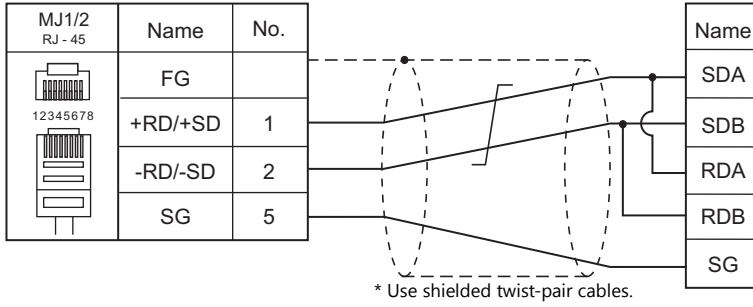 MJ1/2
RJ - 45
Name
No.
Name
FG
SDA
12345678
+RD/+SD
1
SDB
-RD/-SD
2
RDA
RDB
SG
5
SG
* Use shielded twist-pair cables.